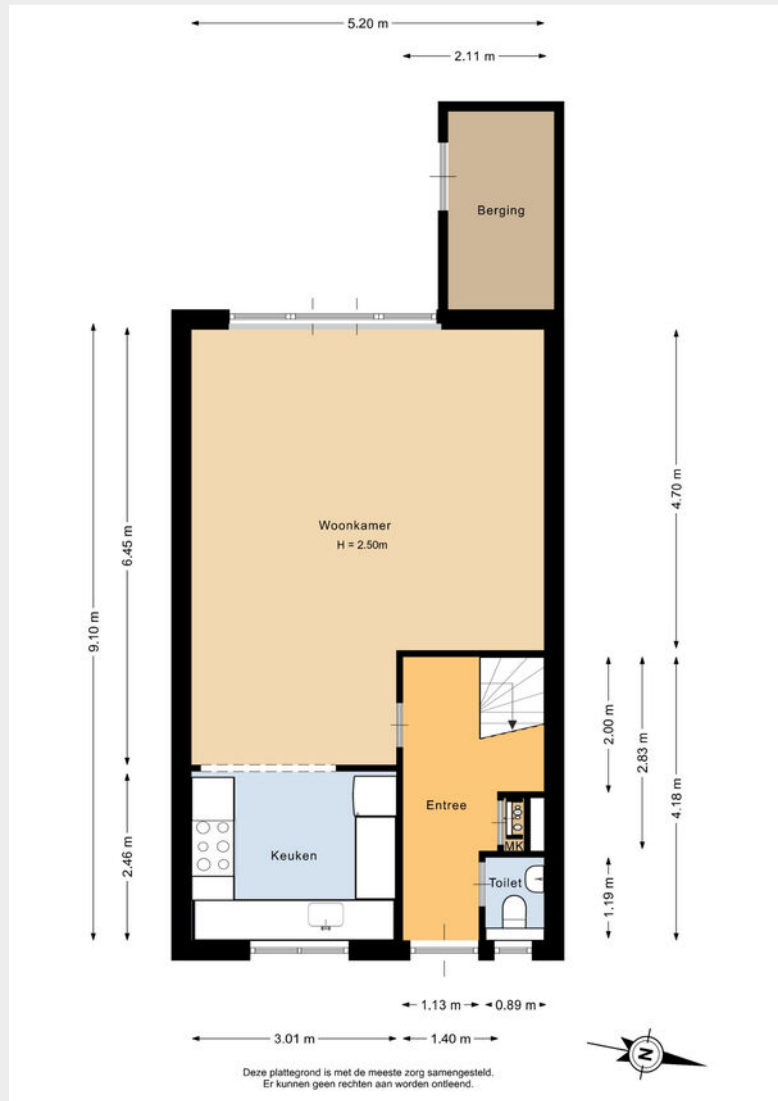 5.20 m
2.11 m
Berging
Woonkamer
H = 2.50m
4.70 m
6.45 m
9.10 m
2.00 m
2.83 m
4.18 m
Entree
MK
Keuken
2.46 m
Toilet
1.19 m
1.13 m
0.89 m
3.01 m
1.40 m
N
Deze plattegrond is met de meeste zorg samengesteld.
Er kunnen geen rechten aan worden ontleend.